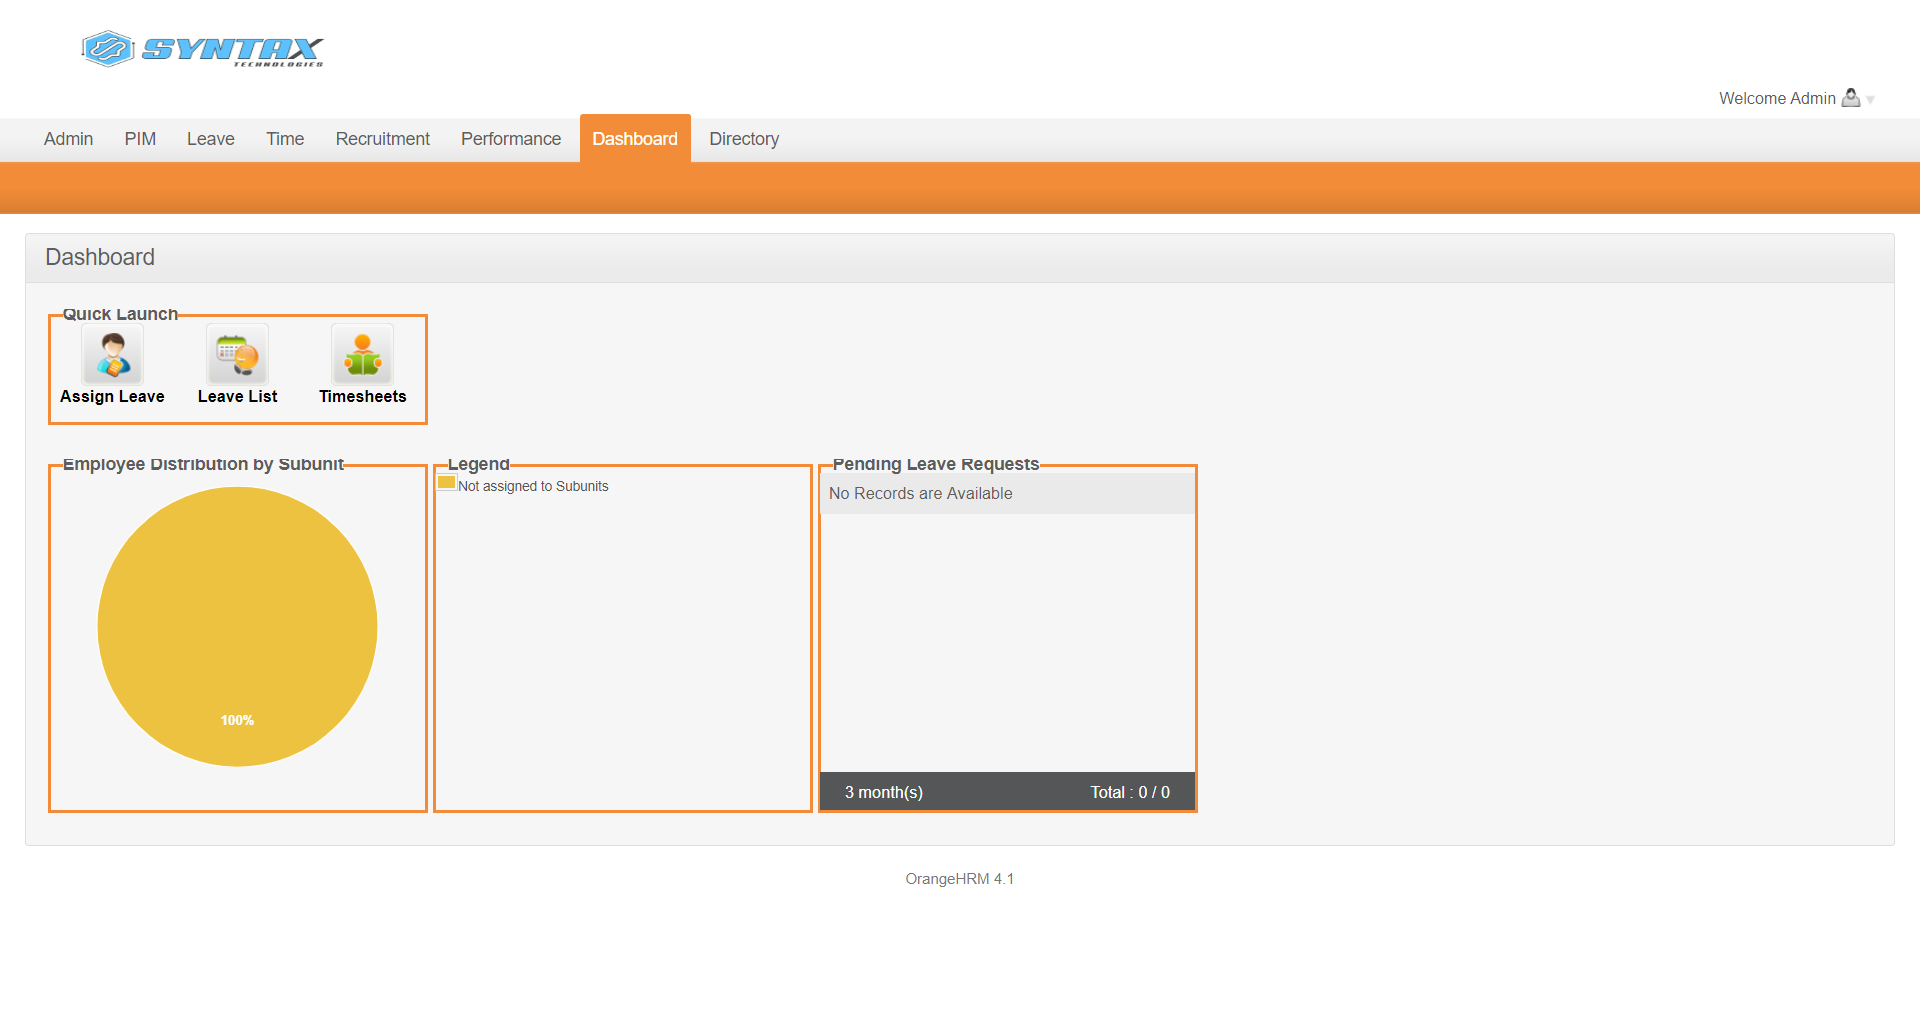 SYNTAX
TECHNOLOGIES
Welcome Admin
Admin PIM Leave Time Recruitment Performance Dashboard Directory
Dashboard
Quick Launch
Assign Leave Leave List Timesheets
Employee Distribution by Subunit
100%
Legend
Not assigned to Subunits
Pending Leave Requests
No Records are Available
3 month(s) Total : 0 / 0
OrangeHRM 4.1